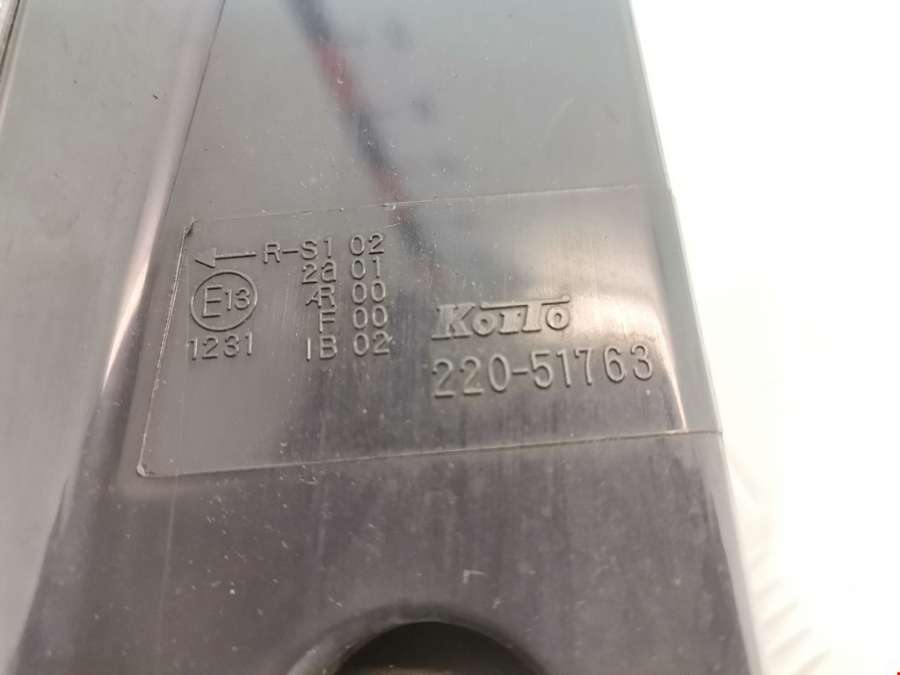 ← R-S1 02
2a 01
AR 00
E13
F 00
1231 IB 02
KOITO
220-51763